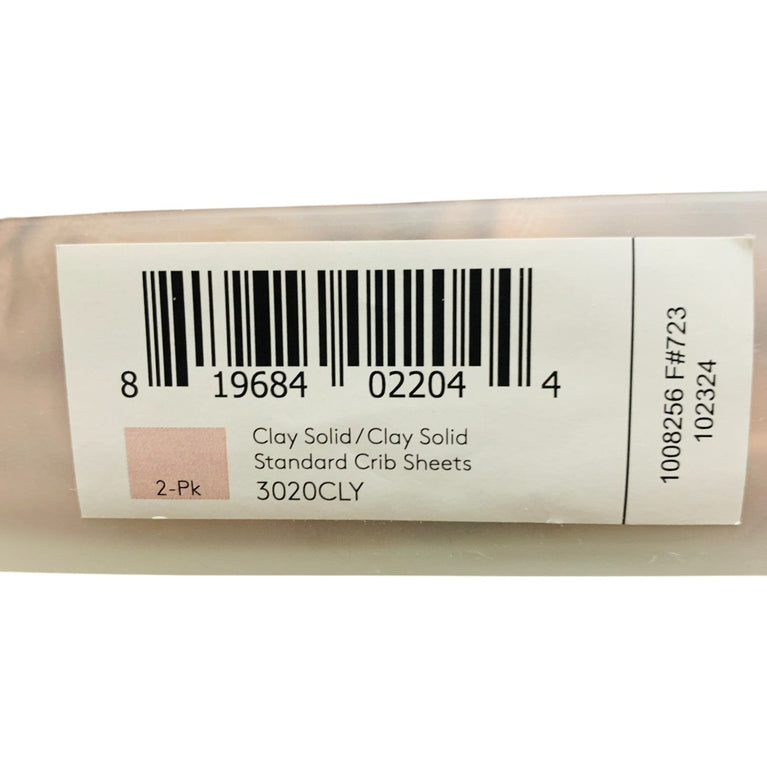 8 19684 02204 4
2-Pk
Clay Solid/Clay Solid
Standard Crib Sheets
3020CLY
1008256 F#723
102324